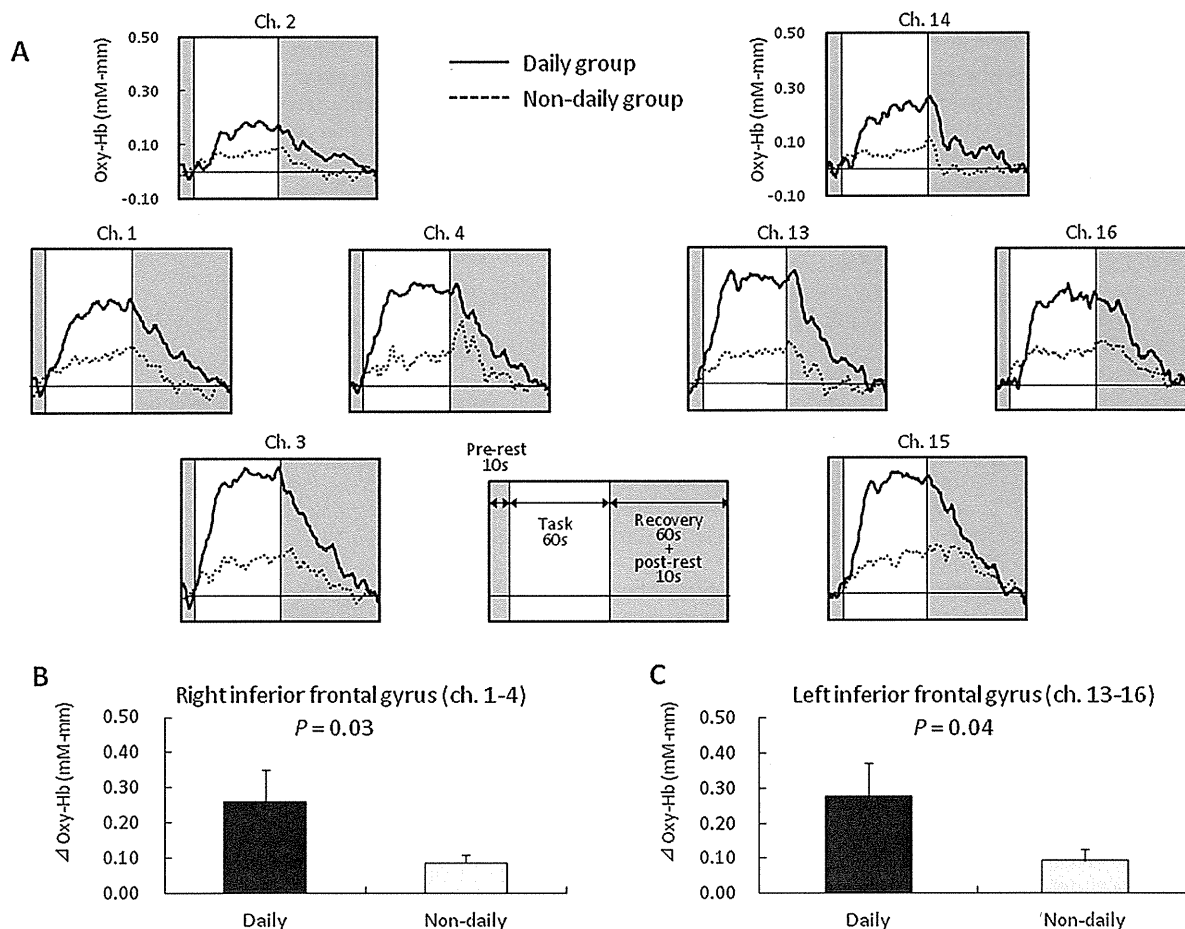 A
Ch. 2
Ch. 14
0.50
0.30
0.10
-0.10
Oxy-Hb (mM-mm)
Daily group
Non-daily group
0.50
0.30
0.10
-0.10
Oxy-Hb (mM-mm)
Ch. 1
Ch. 4
Ch. 13
Ch. 16
Ch. 3
Ch. 15
Pre-rest
10s
Task
60s
Recovery
60s
+
post-rest
10s
B
Right inferior frontal gyrus (ch. 1-4)
P = 0.03
⊿ Oxy-Hb (mM-mm)
0.50
0.40
0.30
0.20
0.10
0.00
Daily
Non-daily
C
Left inferior frontal gyrus (ch. 13-16)
P = 0.04
⊿ Oxy-Hb (mM-mm)
0.50
0.40
0.30
0.20
0.10
0.00
Daily
Non-daily